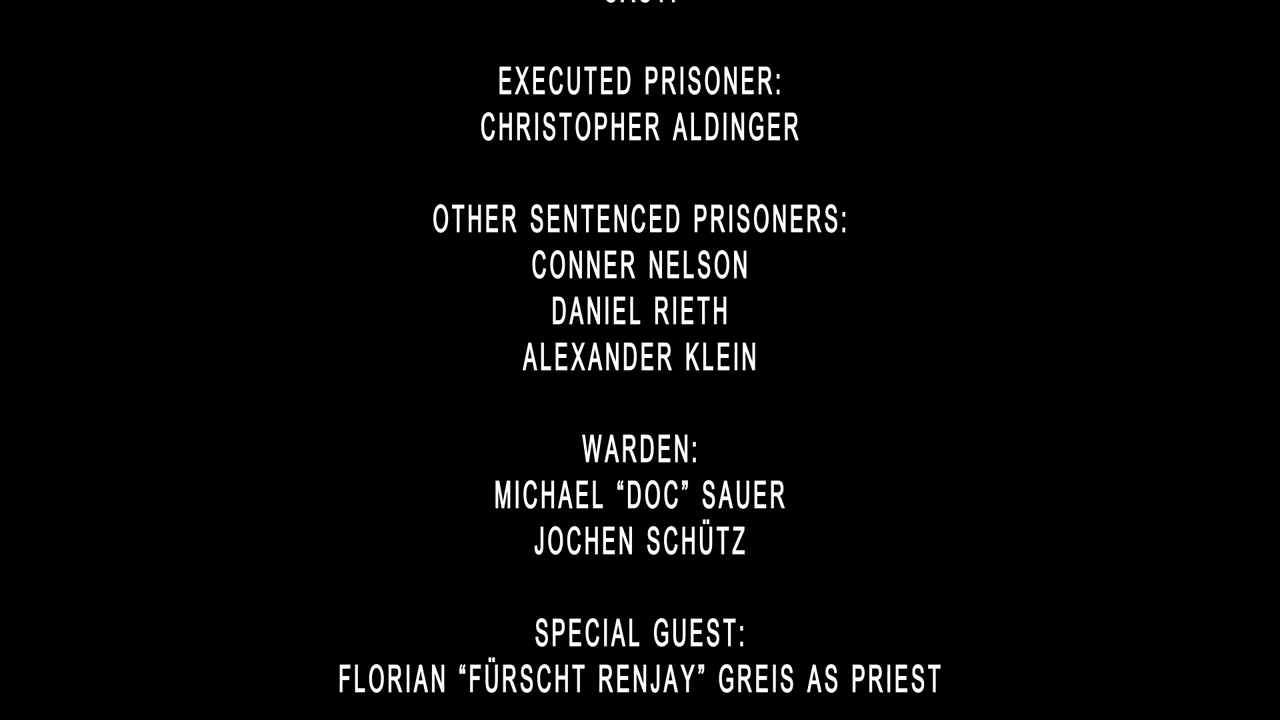 EXECUTED PRISONER:
CHRISTOPHER ALDINGER
OTHER SENTENCED PRISONERS:
CONNER NELSON
DANIEL RIETH
ALEXANDER KLEIN
WARDEN:
MICHAEL “DOC” SAUER
JOCHEN SCHÜTZ
SPECIAL GUEST:
FLORIAN “FÜRSCHT RENJAY” GREIS AS PRIEST